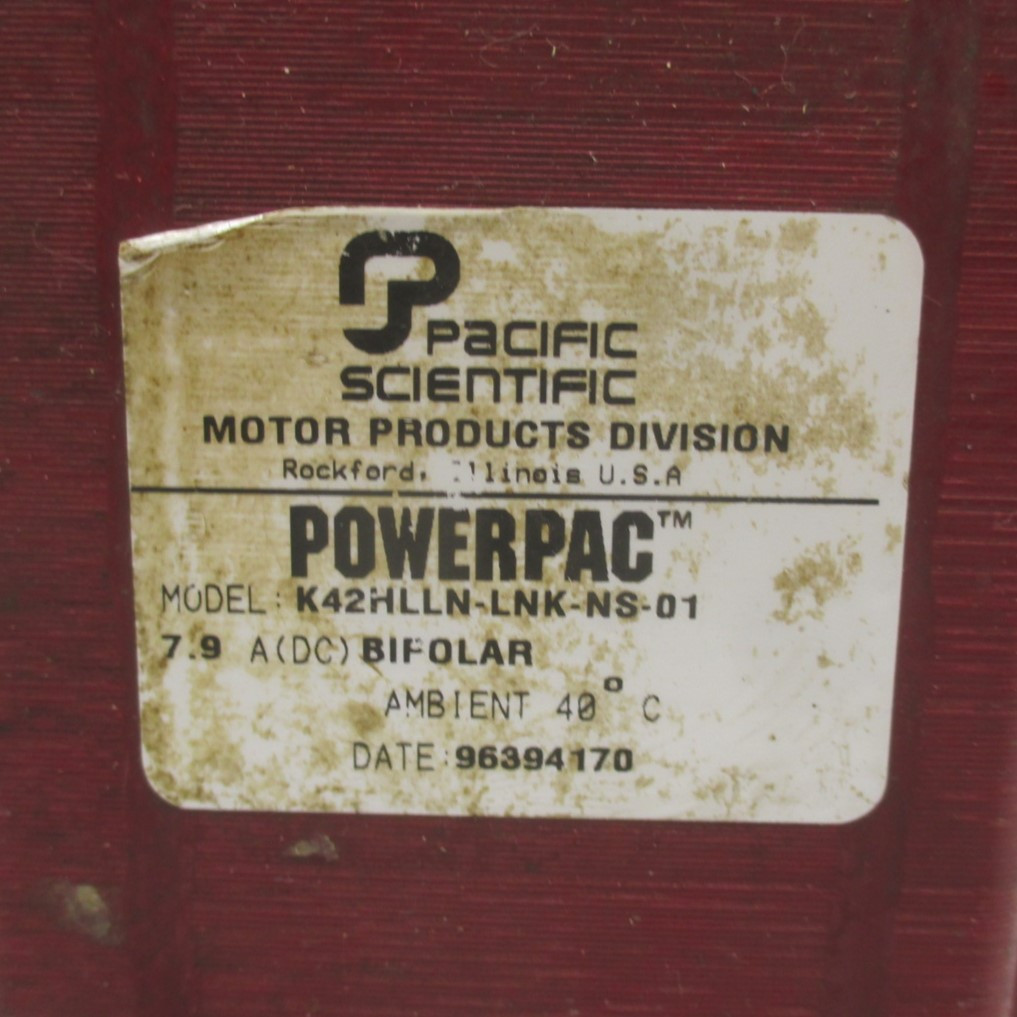 PACIFIC
SCIENTIFIC
MOTOR PRODUCTS DIVISION
Rockford, Illinois U.S.A
POWERPAC™
MODEL: K42HLLN-LNK-NS-01
7.9 A(DC) BIPOLAR
AMBIENT 40° C
DATE: 96394170